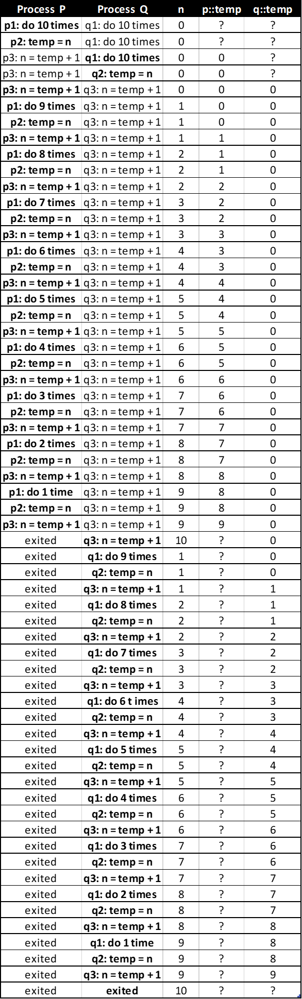 Process P Process Q n p::temp q::temp
p1: do 10 times q1: do 10 times 0 ? ?
p2: temp = n q1: do 10 times 0 ? ?
p3: n = temp + 1 q1: do 10 times 0 0 ?
p3: n = temp + 1 q2: temp = n 0 0 ?
p3: n = temp + 1 q3: n = temp + 1 0 0 0
p1: do 9 times q3: n = temp + 1 1 0 0
p2: temp = n q3: n = temp + 1 1 0 0
p3: n = temp + 1 q3: n = temp + 1 1 1 0
p1: do 8 times q3: n = temp + 1 2 1 0
p2: temp = n q3: n = temp + 1 2 1 0
p3: n = temp + 1 q3: n = temp + 1 2 2 0
p1: do 7 times q3: n = temp + 1 3 2 0
p2: temp = n q3: n = temp + 1 3 2 0
p3: n = temp + 1 q3: n = temp + 1 3 3 0
p1: do 6 times q3: n = temp + 1 4 3 0
p2: temp = n q3: n = temp + 1 4 3 0
p3: n = temp + 1 q3: n = temp + 1 4 4 0
p1: do 5 times q3: n = temp + 1 5 4 0
p2: temp = n q3: n = temp + 1 5 4 0
p3: n = temp + 1 q3: n = temp + 1 5 5 0
p1: do 4 times q3: n = temp + 1 6 5 0
p2: temp = n q3: n = temp + 1 6 5 0
p3: n = temp + 1 q3: n = temp + 1 6 6 0
p1: do 3 times q3: n = temp + 1 7 6 0
p2: temp = n q3: n = temp + 1 7 6 0
p3: n = temp + 1 q3: n = temp + 1 7 7 0
p1: do 2 times q3: n = temp + 1 8 7 0
p2: temp = n q3: n = temp + 1 8 7 0
p3: n = temp + 1 q3: n = temp + 1 8 8 0
p1: do 1 time q3: n = temp + 1 9 8 0
p2: temp = n q3: n = temp + 1 9 8 0
p3: n = temp + 1 q3: n = temp + 1 9 9 0
exited q3: n = temp + 1 10 ? 0
exited q1: do 9 times 1 ? 0
exited q2: temp = n 1 ? 0
exited q3: n = temp + 1 1 ? 1
exited q1: do 8 times 2 ? 1
exited q2: temp = n 2 ? 1
exited q3: n = temp + 1 2 ? 2
exited q1: do 7 times 3 ? 2
exited q2: temp = n 3 ? 2
exited q3: n = temp + 1 3 ? 3
exited q1: do 6 t imes 4 ? 3
exited q2: temp = n 4 ? 3
exited q3: n = temp + 1 4 ? 4
exited q1: do 5 times 5 ? 4
exited q2: temp = n 5 ? 4
exited q3: n = temp + 1 5 ? 5
exited q1: do 4 times 6 ? 5
exited q2: temp = n 6 ? 5
exited q3: n = temp + 1 6 ? 6
exited q1: do 3 times 7 ? 6
exited q2: temp = n 7 ? 6
exited q3: n = temp + 1 7 ? 7
exited q1: do 2 times 8 ? 7
exited q2: temp = n 8 ? 7
exited q3: n = temp + 1 8 ? 8
exited q1: do 1 time 9 ? 8
exited q2: temp = n 9 ? 8
exited q3: n = temp + 1 9 ? 9
exited exited 10 ? ?